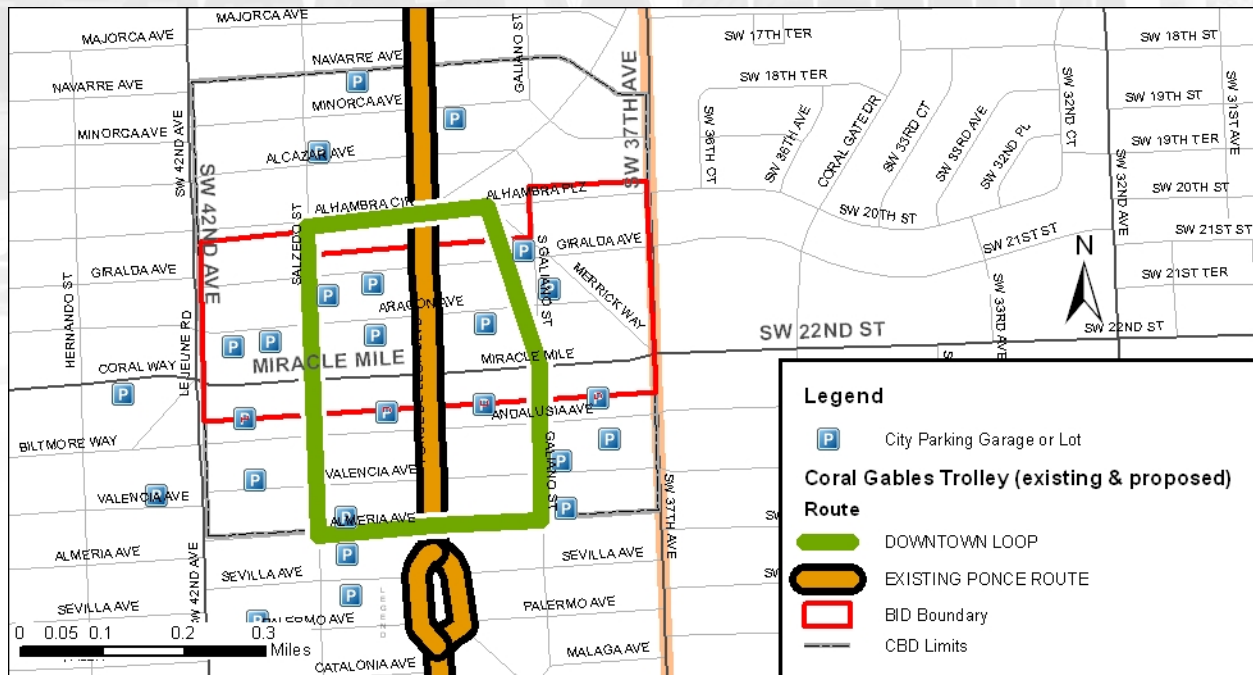 MAJORCA AVE
MAJORCA AVE
NAVARRE AVE
NAVARRE AVE
MINORCA AVE
MINORCA AVE
ALCAZAR AVE
SW 42ND AVE
SW 42ND AVE
GALIANO ST
SW 37TH AVE
SW 17TH TER
SW 18TH TER
SW 18TH ST
SW 19TH ST
SW 19TH TER
SW 20TH ST
SW 21ST ST
SW 21ST TER
SW 22ND ST
SW 36TH CT
SW 36TH AVE
CORAL GATE DR
SW 33RD CT
SW 33RD AVE
SW 32ND PL
SW 32ND CT
SW 32ND AVE
SW 31ST AVE
SW 20TH ST
SW 21ST ST
SW 33RD AVE
N
ALHAMBRA CIR
ALHAMBRA PLZ
SALZEDO ST
GIRALDA AVE
GIRALDA AVE
S GALIANO ST
MERRICK WAY
ARAGON AVE
HERNANDO ST
LE JEUNE RD
CORAL WAY
MIRACLE MILE
MIRACLE MILE
SW 22ND ST
BILTMORE WAY
ANDALUSIA AVE
VALENCIA AVE
VALENCIA AVE
GALIANO ST
SW 37TH AVE
ALMERIA AVE
ALMERIA AVE
SW 42ND AVE
SEVILLA AVE
SEVILLA AVE
SEVILLA AVE
PALERMO AVE
PALERMO AVE
CATALONIA AVE
MALAGA AVE
LEGEND
0 0.05 0.1 0.2 0.3
Miles
Legend
P City Parking Garage or Lot
Coral Gables Trolley (existing & proposed)
Route
DOWNTOWN LOOP
EXISTING PONCE ROUTE
BID Boundary
CBD Limits